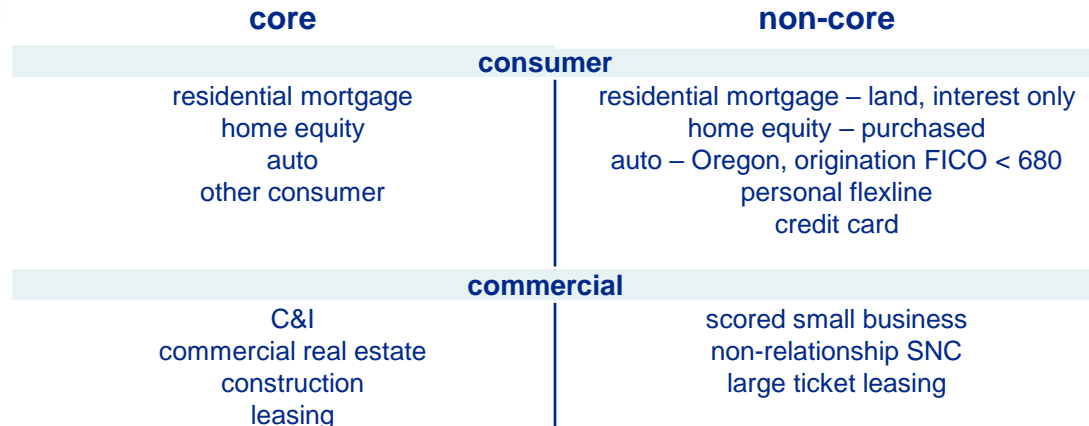 core
non-core
consumer
residential mortgage
home equity
auto
other consumer
residential mortgage – land, interest only
home equity – purchased
auto – Oregon, origination FICO < 680
personal flexline
credit card
commercial
C&I
commercial real estate
construction
leasing
scored small business
non-relationship SNC
large ticket leasing